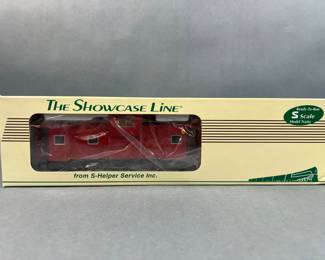 THE SHOWCASE LINE
Ready-To-Run
S Scale
Model Trains
from S-Helper Service Inc.